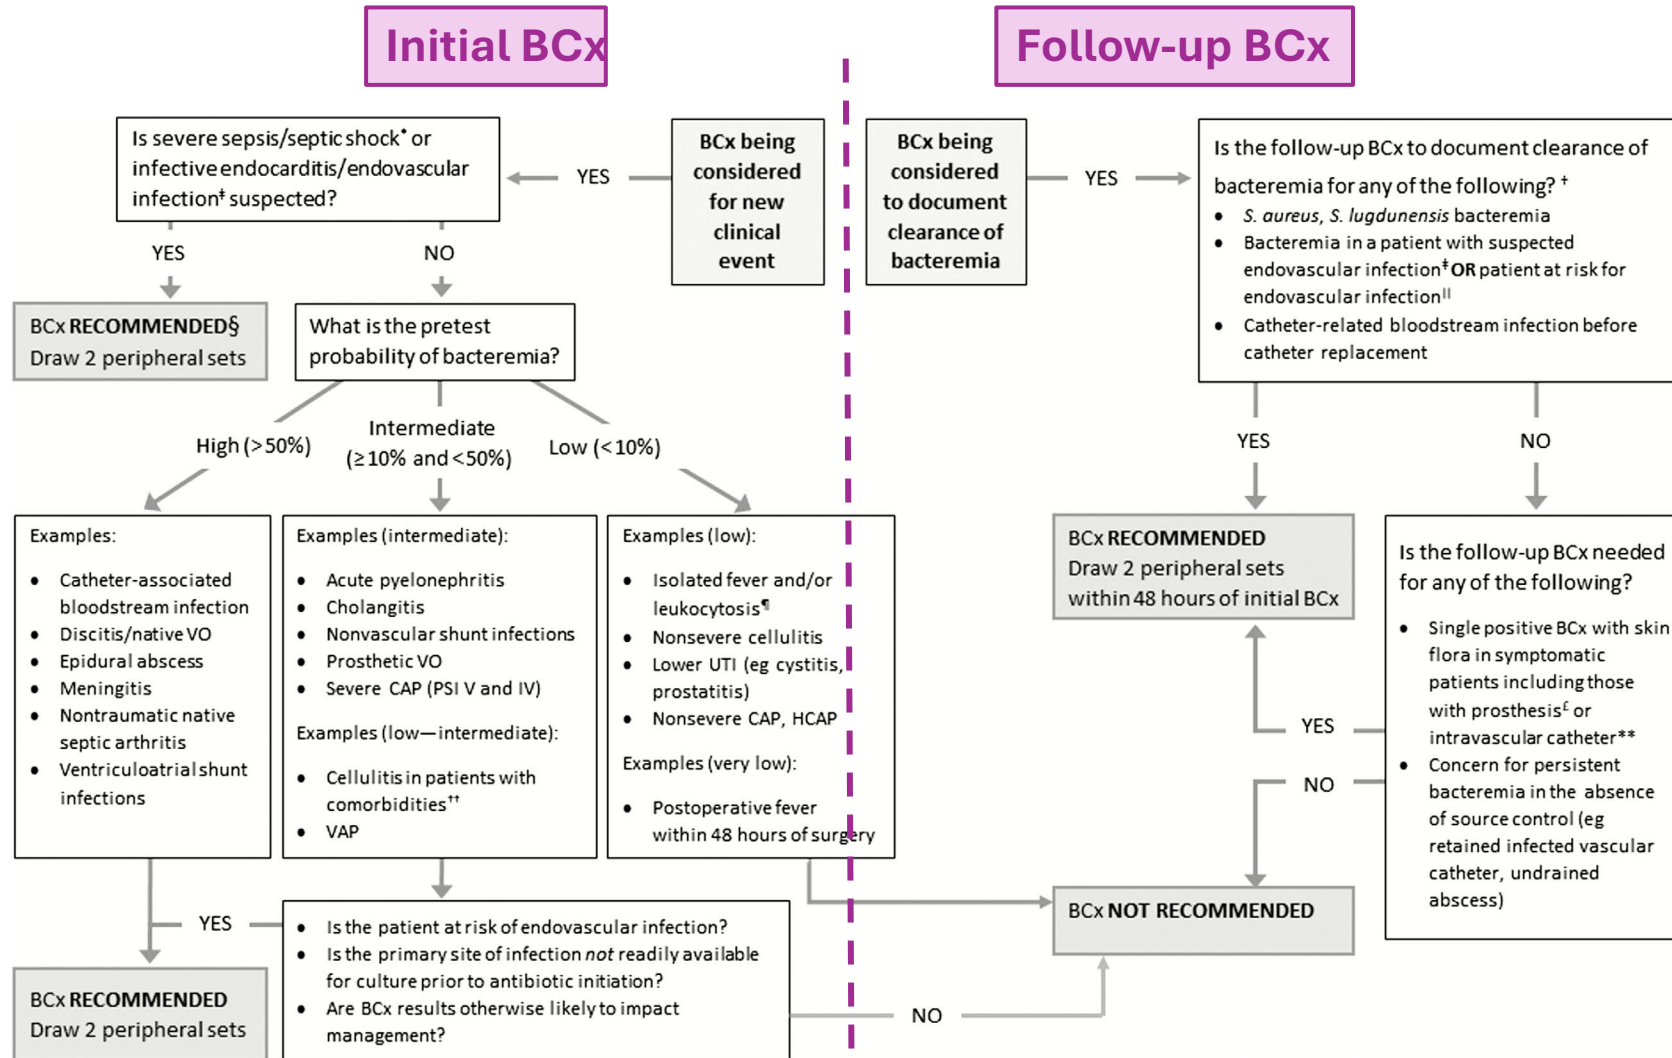 Initial BCx
Follow-up BCx
Is severe sepsis/septic shock* or
infective endocarditis/endovascular
infection‡ suspected?
YES
BCx being
considered
for new
clinical
event
BCx being
considered
to document
clearance of
bacteremia
YES
Is the follow-up BCx to document clearance of
bacteremia for any of the following? †
• S. aureus, S. lugdunensis bacteremia
• Bacteremia in a patient with suspected
endovascular infection‡ OR patient at risk for
endovascular infection||
• Catheter-related bloodstream infection before
catheter replacement
YES
NO
BCx RECOMMENDED§
Draw 2 peripheral sets
What is the pretest
probability of bacteremia?
High (>50%)
Intermediate
(≥10% and <50%)
Low (<10%)
YES
NO
Examples:
• Catheter-associated
bloodstream infection
• Discitis/native VO
• Epidural abscess
• Meningitis
• Nontraumatic native
septic arthritis
• Ventriculoatrial shunt
infections
Examples (intermediate):
• Acute pyelonephritis
• Cholangitis
• Nonvascular shunt infections
• Prosthetic VO
• Severe CAP (PSI V and IV)
Examples (low—intermediate):
• Cellulitis in patients with
comorbidities††
• VAP
Examples (low):
• Isolated fever and/or
leukocytosis¶
• Nonsevere cellulitis
• Lower UTI (eg cystitis,
prostatitis)
• Nonsevere CAP, HCAP
Examples (very low):
• Postoperative fever
within 48 hours of surgery
BCx RECOMMENDED
Draw 2 peripheral sets
within 48 hours of initial BCx
Is the follow-up BCx needed
for any of the following?
• Single positive BCx with skin
flora in symptomatic
patients including those
with prosthesis£ or
intravascular catheter**
• Concern for persistent
bacteremia in the absence
of source control (eg
retained infected vascular
catheter, undrained
abscess)
YES
NO
YES
BCx RECOMMENDED
Draw 2 peripheral sets
• Is the patient at risk of endovascular infection?
• Is the primary site of infection not readily available
for culture prior to antibiotic initiation?
• Are BCx results otherwise likely to impact
management?
NO
BCx NOT RECOMMENDED